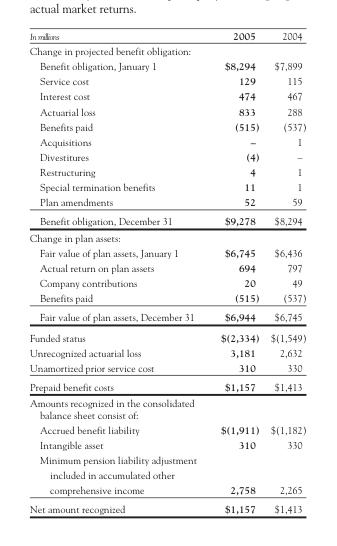 actual market returns.
In millions 2005 2004
Change in projected benefit obligation:
Benefit obligation, January 1 $8,294 $7,899
Service cost 129 115
Interest cost 474 467
Actuarial loss 833 288
Benefits paid (515) (537)
Acquisitions – 1
Divestitures (4) –
Restructuring 4 1
Special termination benefits 11 1
Plan amendments 52 59
Benefit obligation, December 31 $9,278 $8,294
Change in plan assets:
Fair value of plan assets, January 1 $6,745 $6,436
Actual return on plan assets 694 797
Company contributions 20 49
Benefits paid (515) (537)
Fair value of plan assets, December 31 $6,944 $6,745
Funded status $(2,334) $(1,549)
Unrecognized actuarial loss 3,181 2,632
Unamortized prior service cost 310 330
Prepaid benefit costs $1,157 $1,413
Amounts recognized in the consolidated
balance sheet consist of:
Accrued benefit liability $(1,911) $(1,182)
Intangible asset 310 330
Minimum pension liability adjustment
included in accumulated other
comprehensive income 2,758 2,265
Net amount recognized $1,157 $1,413